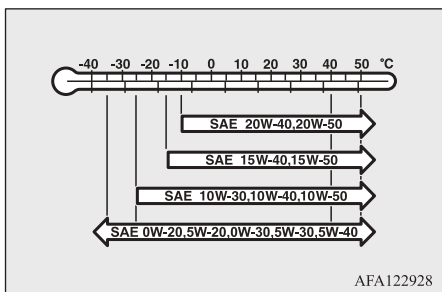 -40 -30 -20 -10 0 10 20 30 40 50 °C
SAE 20W-40,20W-50
SAE 15W-40,15W-50
SAE 10W-30,10W-40,10W-50
SAE 0W-20,5W-20,0W-30,5W-30,5W-40
AFA122928